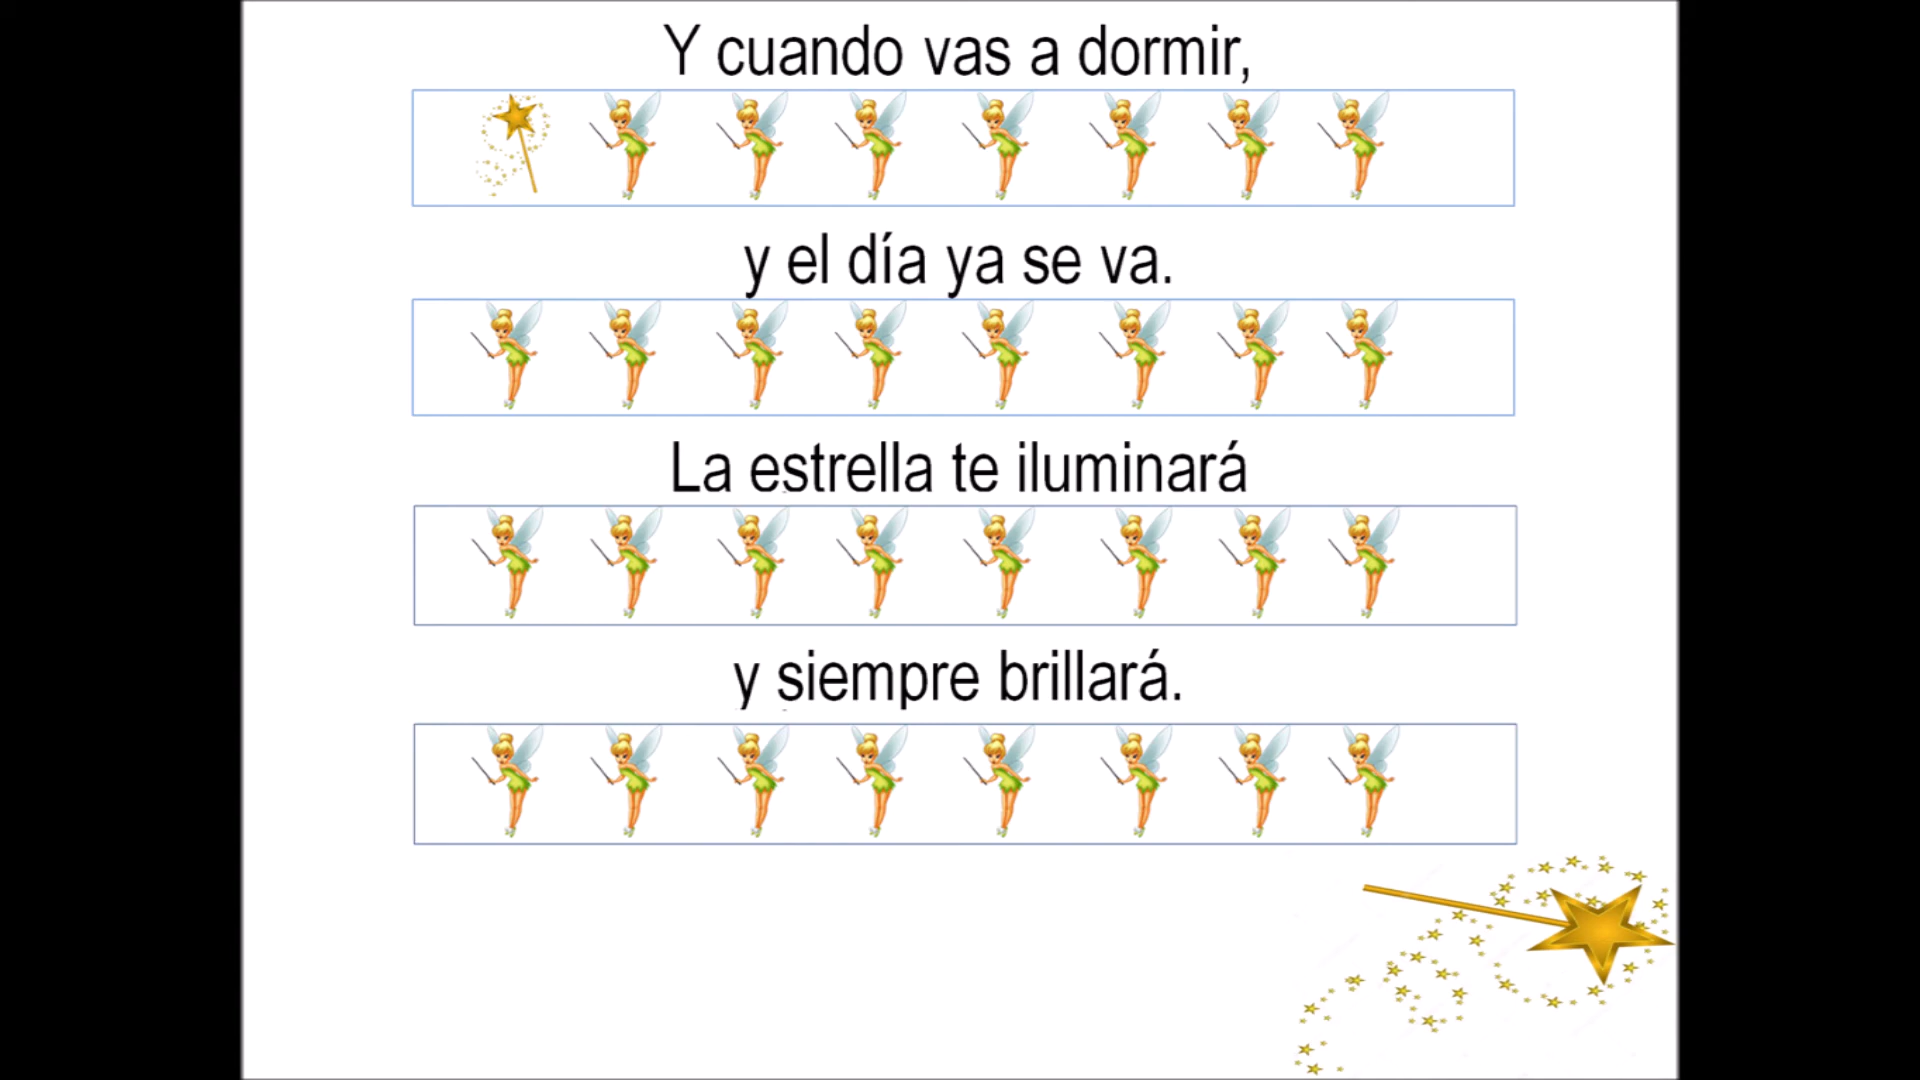 Y cuando vas a dormir,
y el día ya se va.
La estrella te iluminará
y siempre brillará.